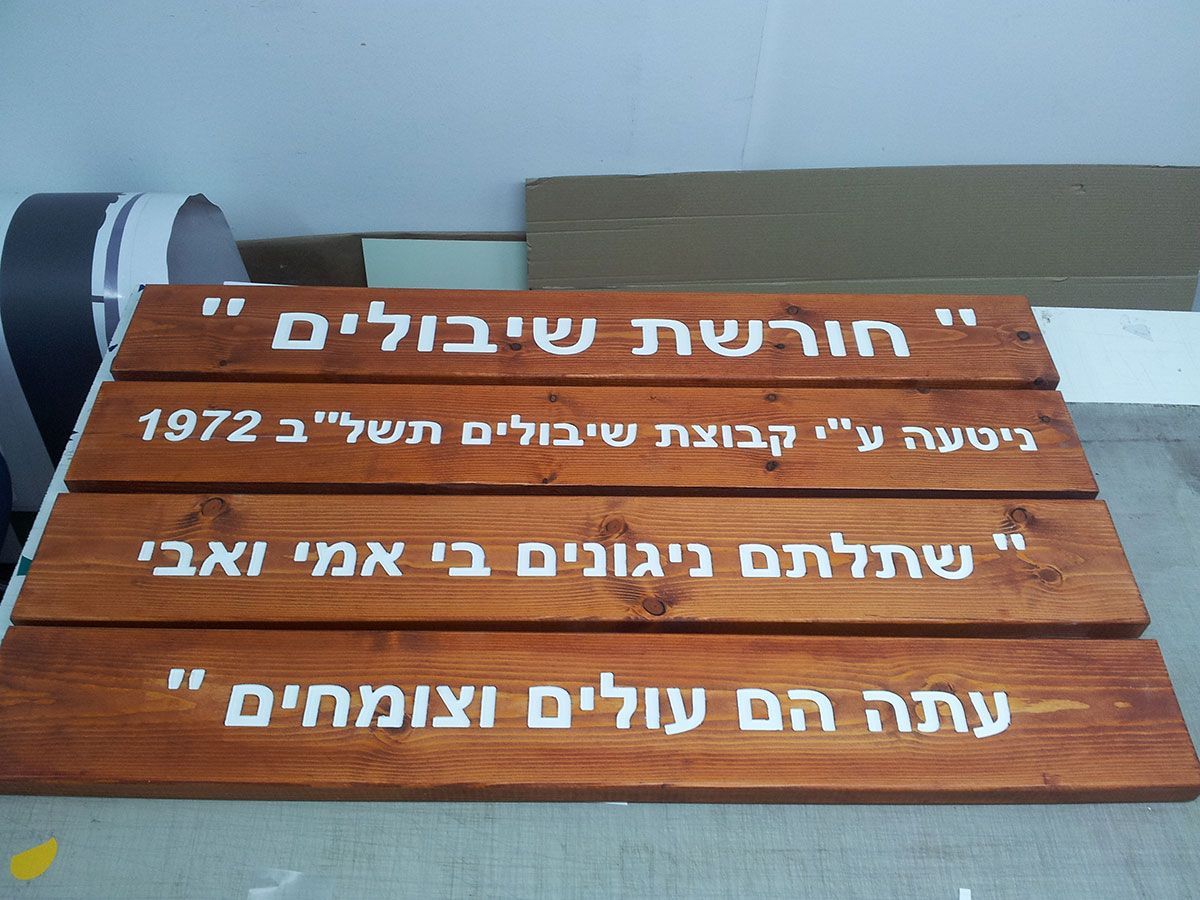 " חורשת שיבולים "
ניטעה ע"י קבוצת שיבולים תשל"ב 1972
" שתלתם ניגונים בי אמי ואבי
עתה הם עולים וצומחים "